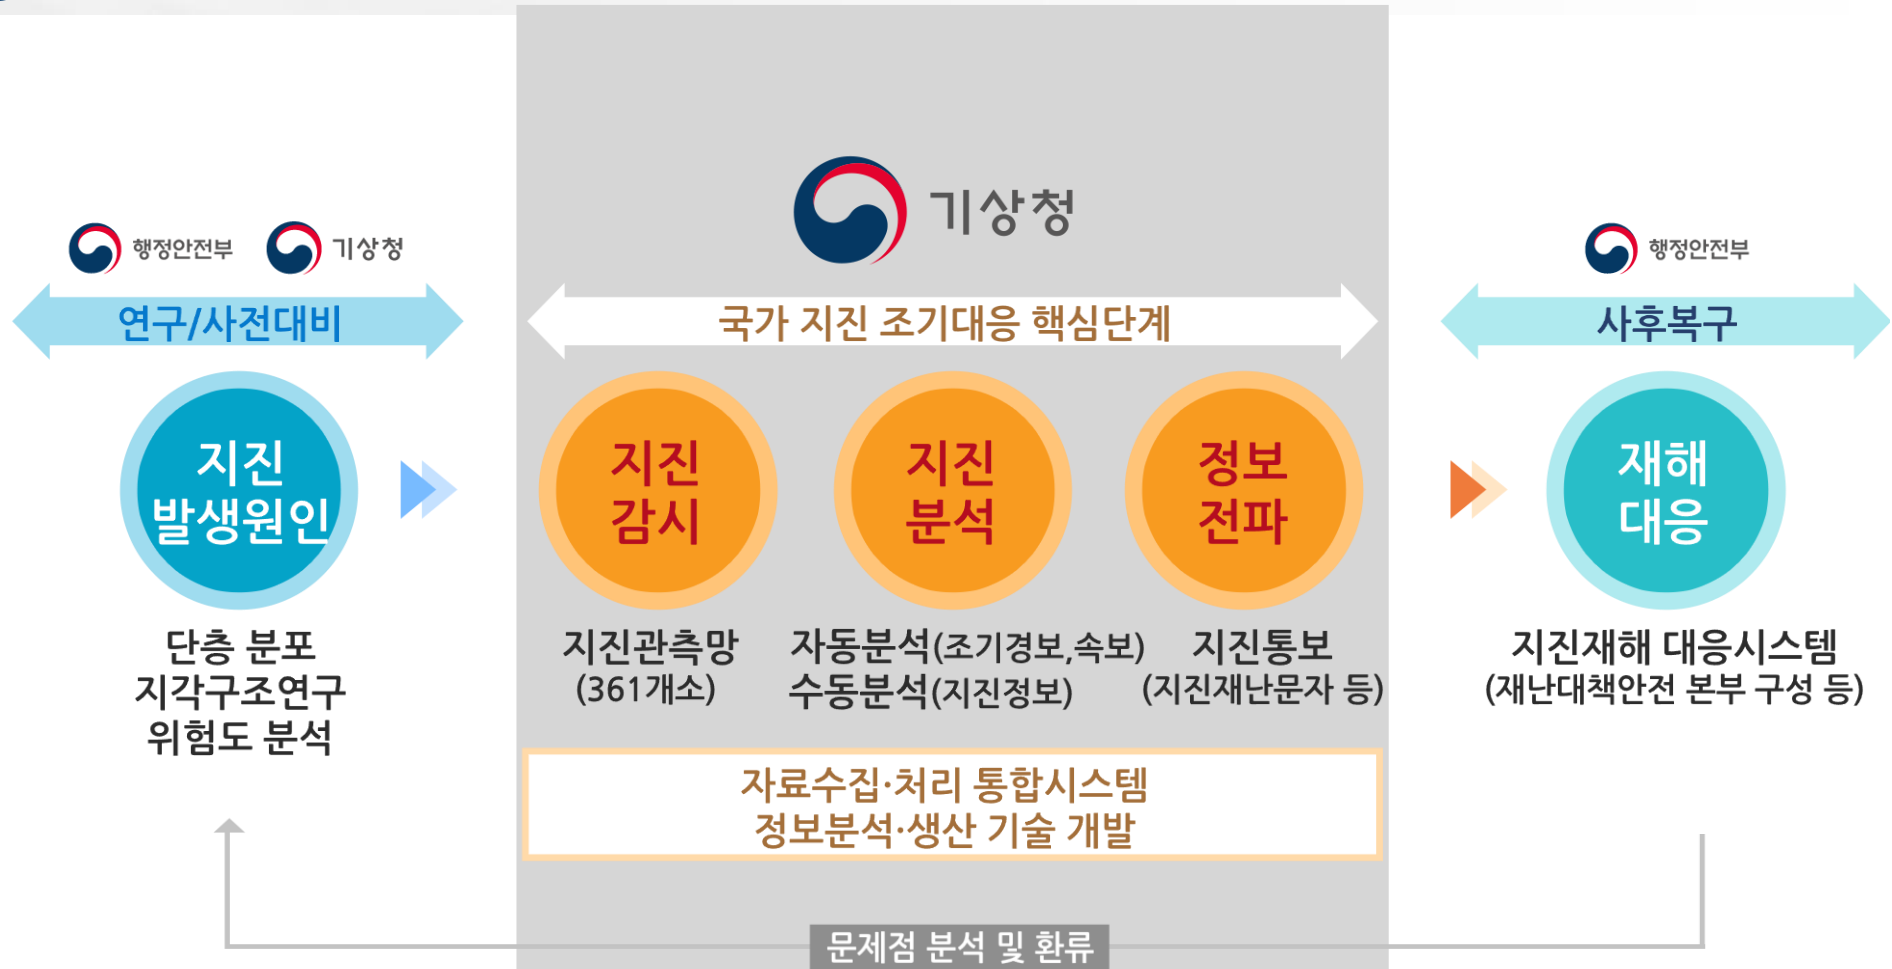 행정안전부 기상청
연구/사전대비
지진
발생원인
단층 분포
지각구조연구
위험도 분석
기상청
국가 지진 조기대응 핵심단계
지진
감시
지진관측망
(361개소)
지진
분석
자동분석(조기경보,속보)
수동분석(지진정보)
정보
전파
지진통보
(지진재난문자 등)
자료수집·처리 통합시스템
정보분석·생산 기술 개발
행정안전부
사후복구
재해
대응
지진재해 대응시스템
(재난대책안전 본부 구성 등)
문제점 분석 및 환류